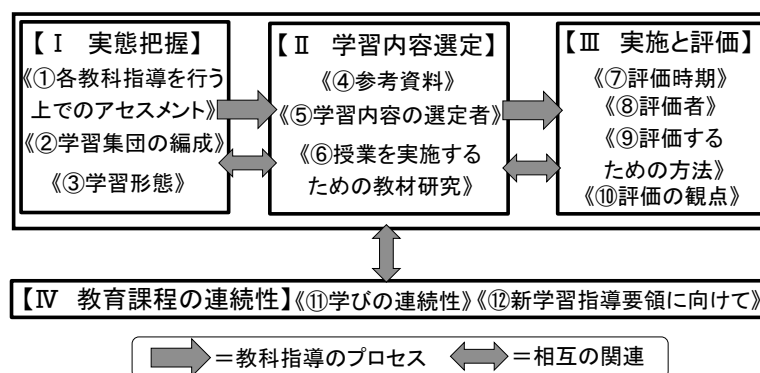 【Ⅰ 実態把握】
《①各教科指導を行う
上でのアセスメント》
《②学習集団の編成》
《③学習形態》
【Ⅱ 学習内容選定】
《④参考資料》
《⑤学習内容の選定者》
《⑥授業を実施する
ための教材研究》
【Ⅲ 実施と評価】
《⑦評価時期》
《⑧評価者》
《⑨評価する
ための方法》
《⑩評価の観点》
【Ⅳ 教育課程の連続性】《⑪学びの連続性》《⑫新学習指導要領に向けて》
=教科指導のプロセス =相互の関連